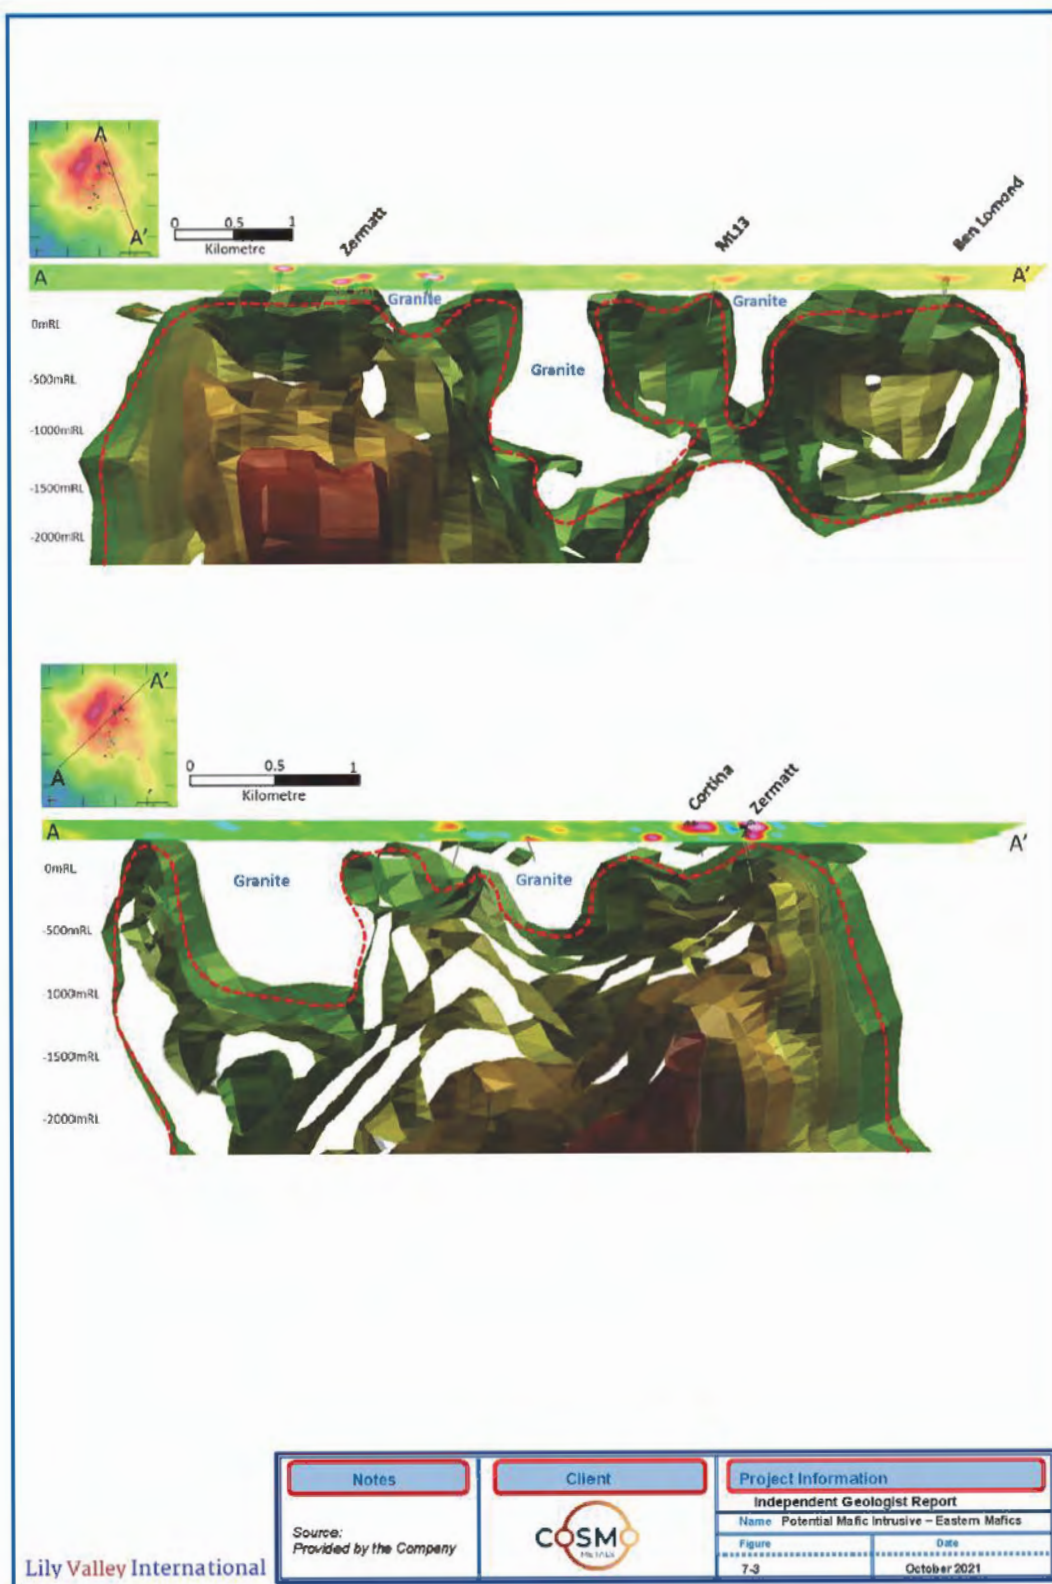 A
A'
0 0.5 1
Kilometre
Zermatt
ML13
Ben Lomond
A
A'
Granite
Granite
Granite
0mRL
-500mRL
-1000mRL
-1500mRL
-2000mRL
A'
A
0 0.5 1
Kilometre
Cortina
Zermatt
A
A'
Granite
Granite
0mRL
-500mRL
-1000mRL
-1500mRL
-2000mRL
Notes
Client
Project Information
Source:
Provided by the Company
COSMO
METALS
Independent Geologist Report
Name Potential Mafic Intrusive – Eastern Mafics
Figure
Date
7-3
October 2021
Lily Valley International